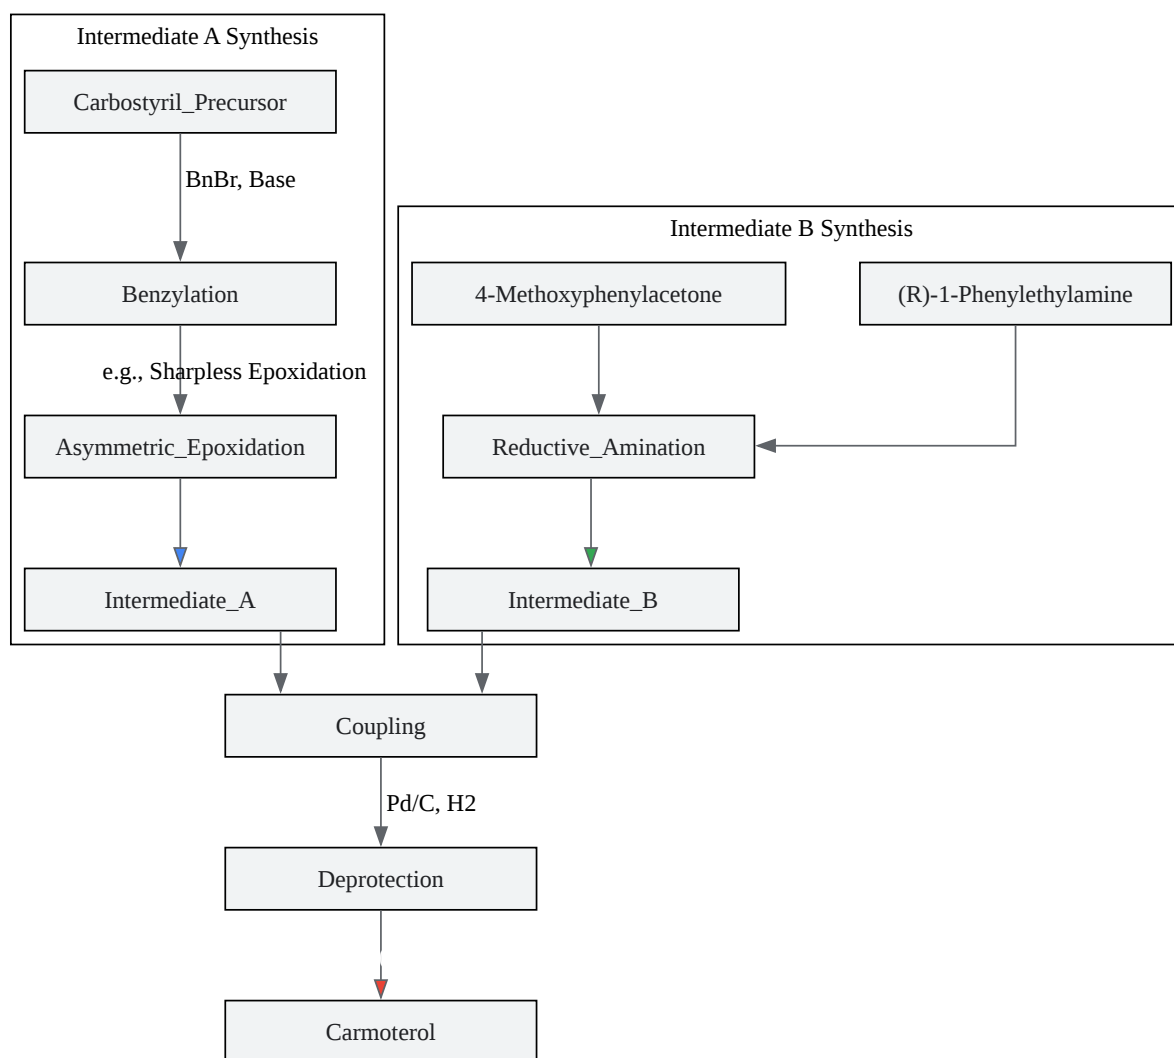 Intermediate A Synthesis
Carbostyril_Precursor
BnBr, Base
Benzylation
e.g., Sharpless Epoxidation
Asymmetric_Epoxidation
Intermediate_A
Intermediate B Synthesis
4-Methoxyphenylacetone
(R)-1-Phenylethylamine
Reductive_Amination
Intermediate_B
Coupling
Pd/C, H2
Deprotection
Carmoterol